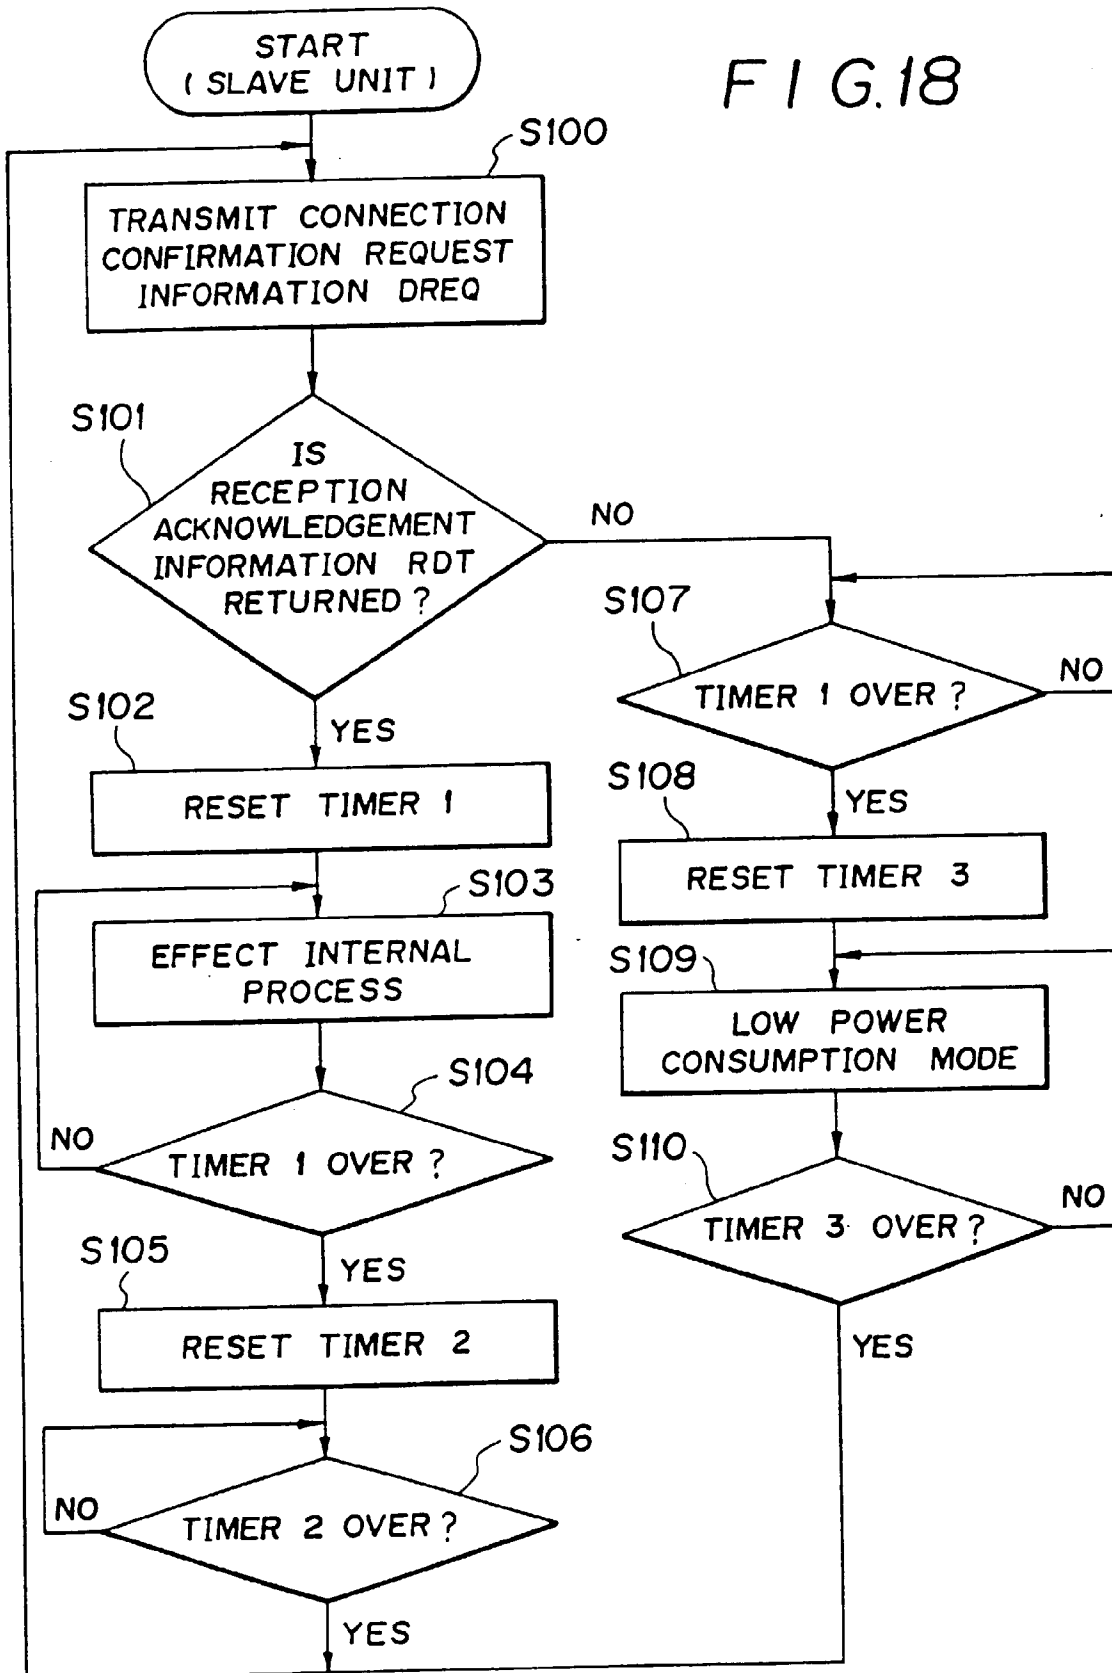 START
( SLAVE UNIT )
FIG.18
S100
TRANSMIT CONNECTION
CONFIRMATION REQUEST
INFORMATION DREQ
S101
IS
RECEPTION
ACKNOWLEDGEMENT
INFORMATION RDT
RETURNED ?
NO
YES
S102
RESET TIMER 1
S103
EFFECT INTERNAL
PROCESS
S104
TIMER 1 OVER ?
NO
YES
S105
RESET TIMER 2
S106
TIMER 2 OVER ?
NO
YES
S107
TIMER 1 OVER ?
NO
YES
S108
RESET TIMER 3
S109
LOW POWER
CONSUMPTION MODE
S110
TIMER 3 OVER ?
NO
YES